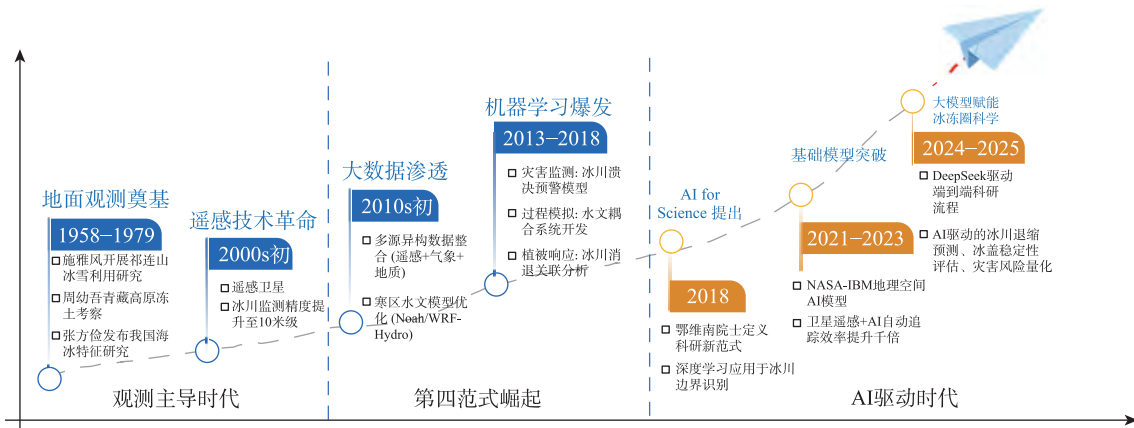 地面观测奠基
1958–1979
施雅风开展祁连山
冰雪利用研究
周幼吾青藏高原冻
土考察
张方俭发布我国海
冰特征研究
遥感技术革命
2000s初
遥感卫星
冰川监测精度提
升至10米级
观测主导时代
大数据渗透
2010s初
多源异构数据整
合 (遥感+气象+
地质)
寒区水文模型优
化 (Noah/WRF-
Hydro)
机器学习爆发
2013–2018
灾害监测: 冰川溃
决预警模型
过程模拟: 水文耦
合系统开发
植被响应: 冰川消
退关联分析
第四范式崛起
AI for
Science 提出
2018
鄂维南院士定义
科研新范式
深度学习应用于冰川
边界识别
基础模型突破
2021–2023
NASA-IBM地理空间
AI模型
卫星遥感+AI自动追
踪效率提升千倍
大模型赋能
冰冻圈科学
2024–2025
DeepSeek驱动
端到端科研
流程
AI驱动的冰川退缩
预测、冰盖稳定性
评估、灾害风险量化
AI驱动时代